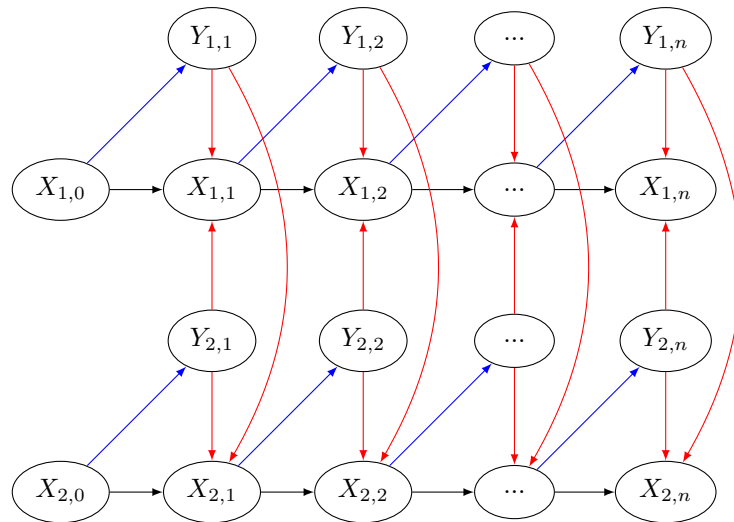 Y1,1 Y1,2 ... Y1,n
X1,0 X1,1 X1,2 ... X1,n
Y2,1 Y2,2 ... Y2,n
X2,0 X2,1 X2,2 ... X2,n